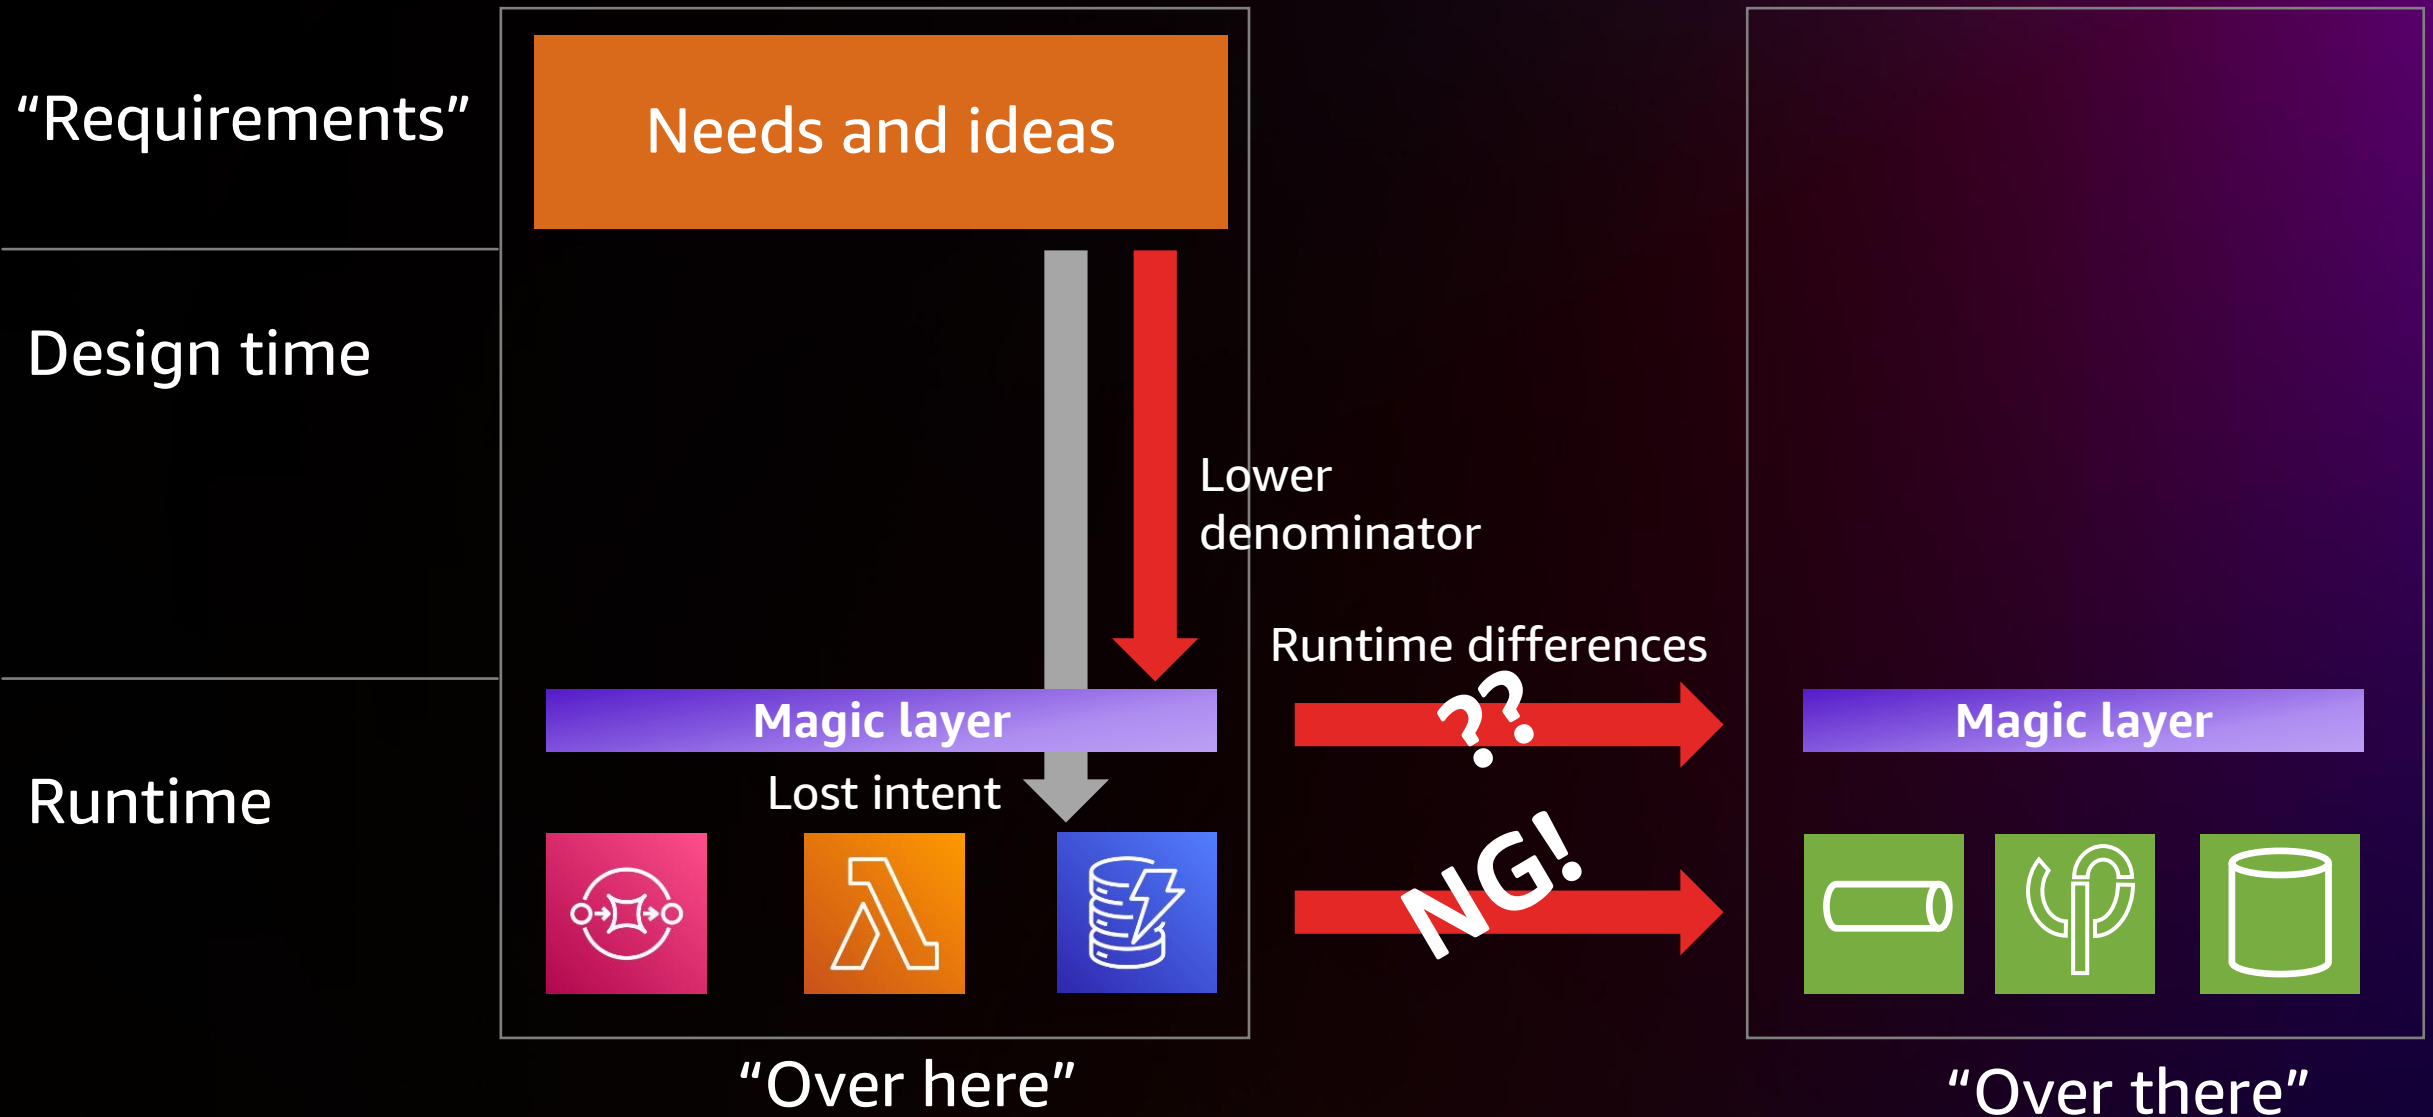 “Requirements”
Needs and ideas
Design time
Lower
denominator
Runtime differences
??
Magic layer
Magic layer
Lost intent
Runtime
NG!
“Over here”
“Over there”